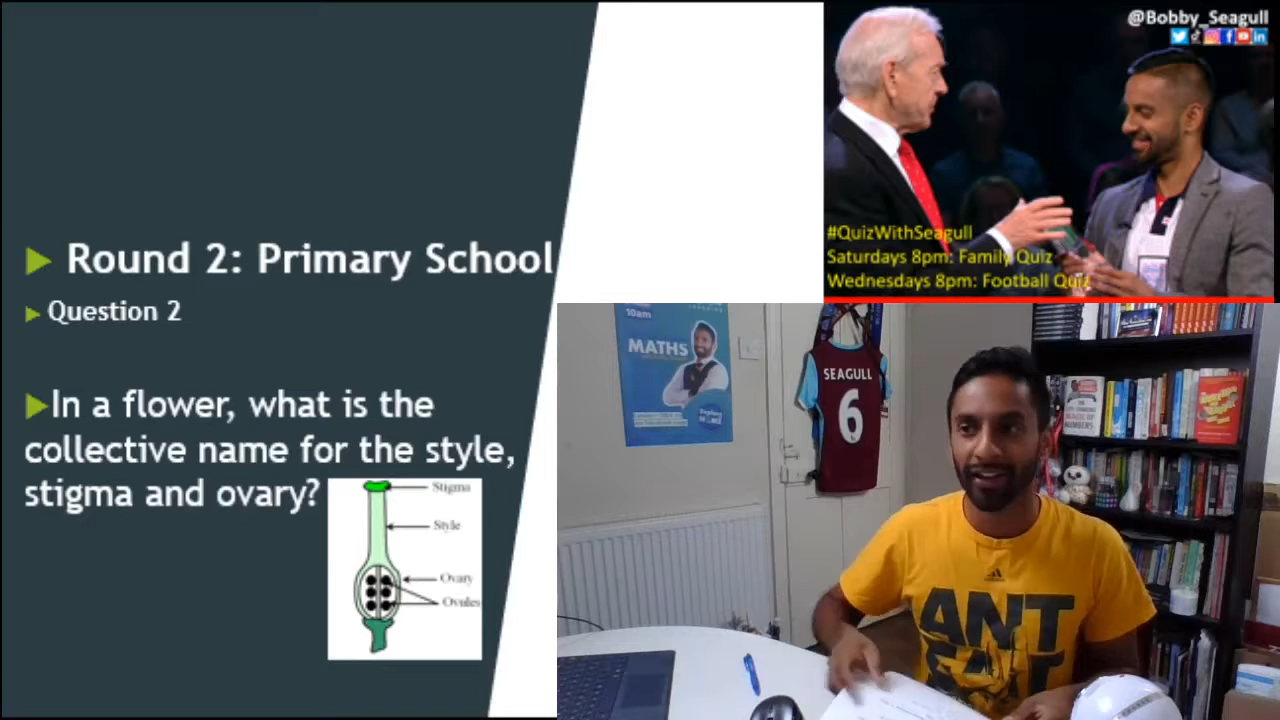 Round 2: Primary School
Question 2
In a flower, what is the
collective name for the style,
stigma and ovary?
Stigma
Style
Ovary
Ovules
@Bobby_Seagull
#QuizWithSeagull
Saturdays 8pm: Family Quiz
Wednesdays 8pm: Football Quiz
10am
MATHS
SEAGULL
6
ANT